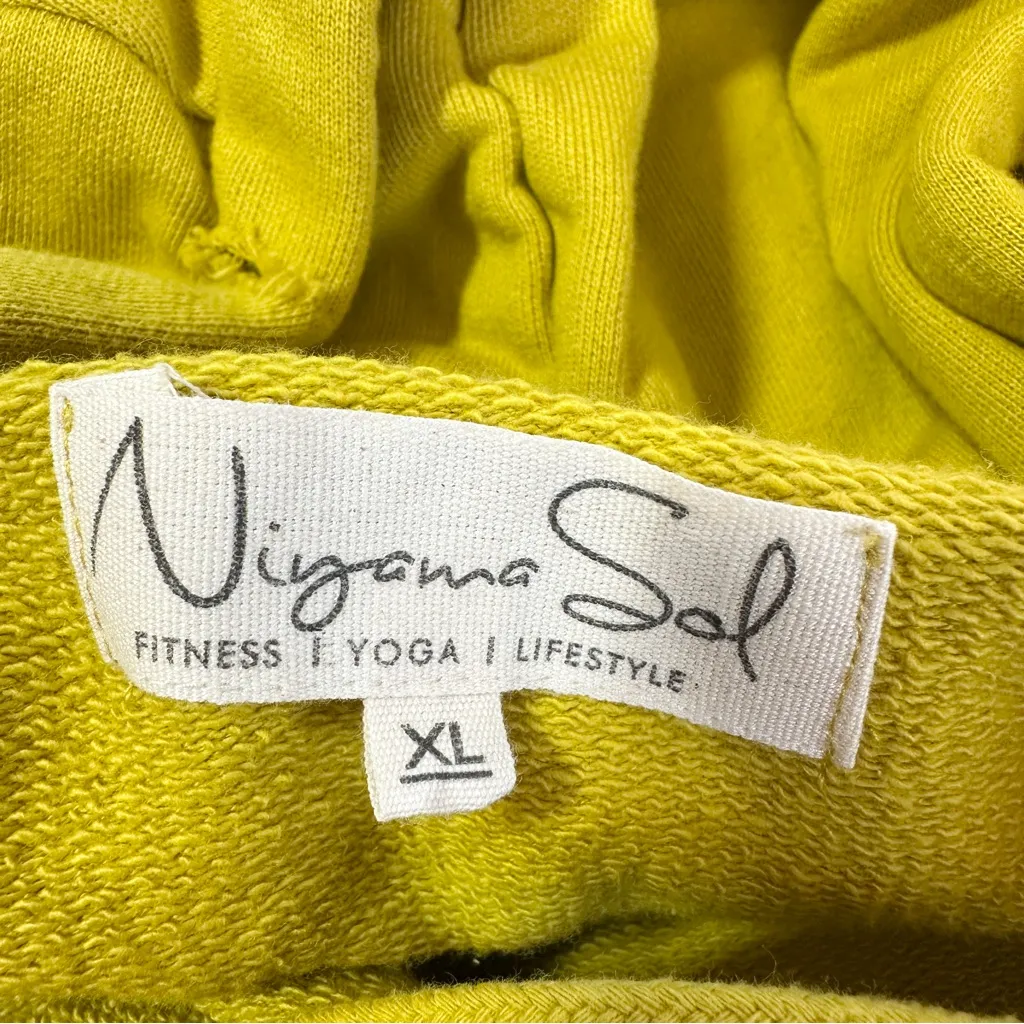 Niyama Sol
FITNESS | YOGA | LIFESTYLE
XL